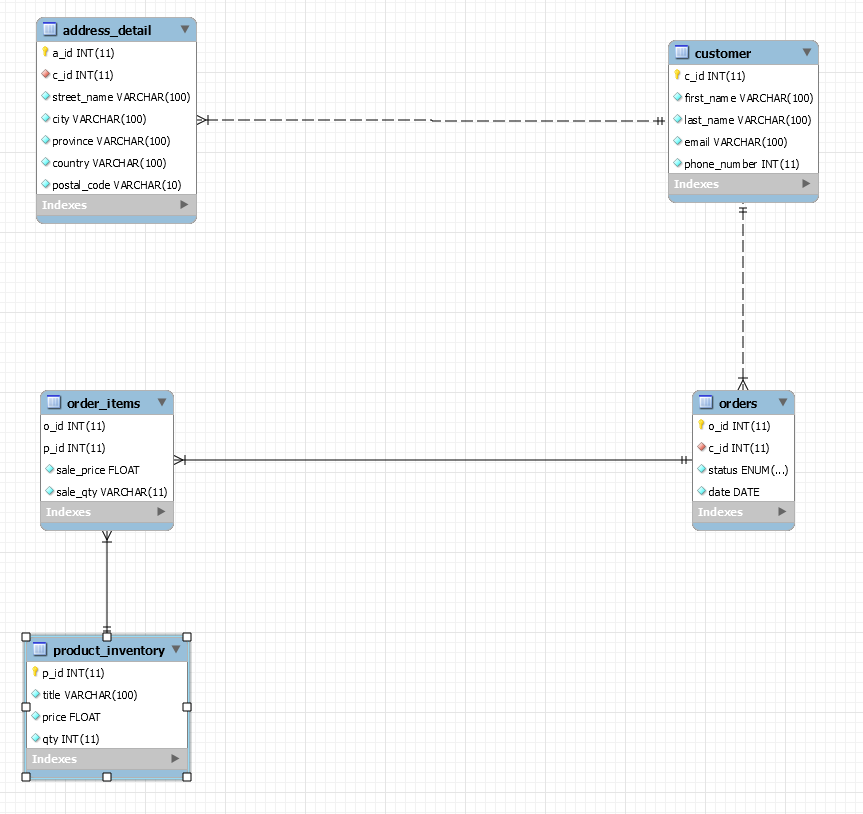 address_detail
a_id INT(11)
c_id INT(11)
street_name VARCHAR(100)
city VARCHAR(100)
province VARCHAR(100)
country VARCHAR(100)
postal_code VARCHAR(10)
Indexes
customer
c_id INT(11)
first_name VARCHAR(100)
last_name VARCHAR(100)
email VARCHAR(100)
phone_number INT(11)
Indexes
order_items
o_id INT(11)
p_id INT(11)
sale_price FLOAT
sale_qty VARCHAR(11)
Indexes
orders
o_id INT(11)
c_id INT(11)
status ENUM(...)
date DATE
Indexes
product_inventory
p_id INT(11)
title VARCHAR(100)
price FLOAT
qty INT(11)
Indexes